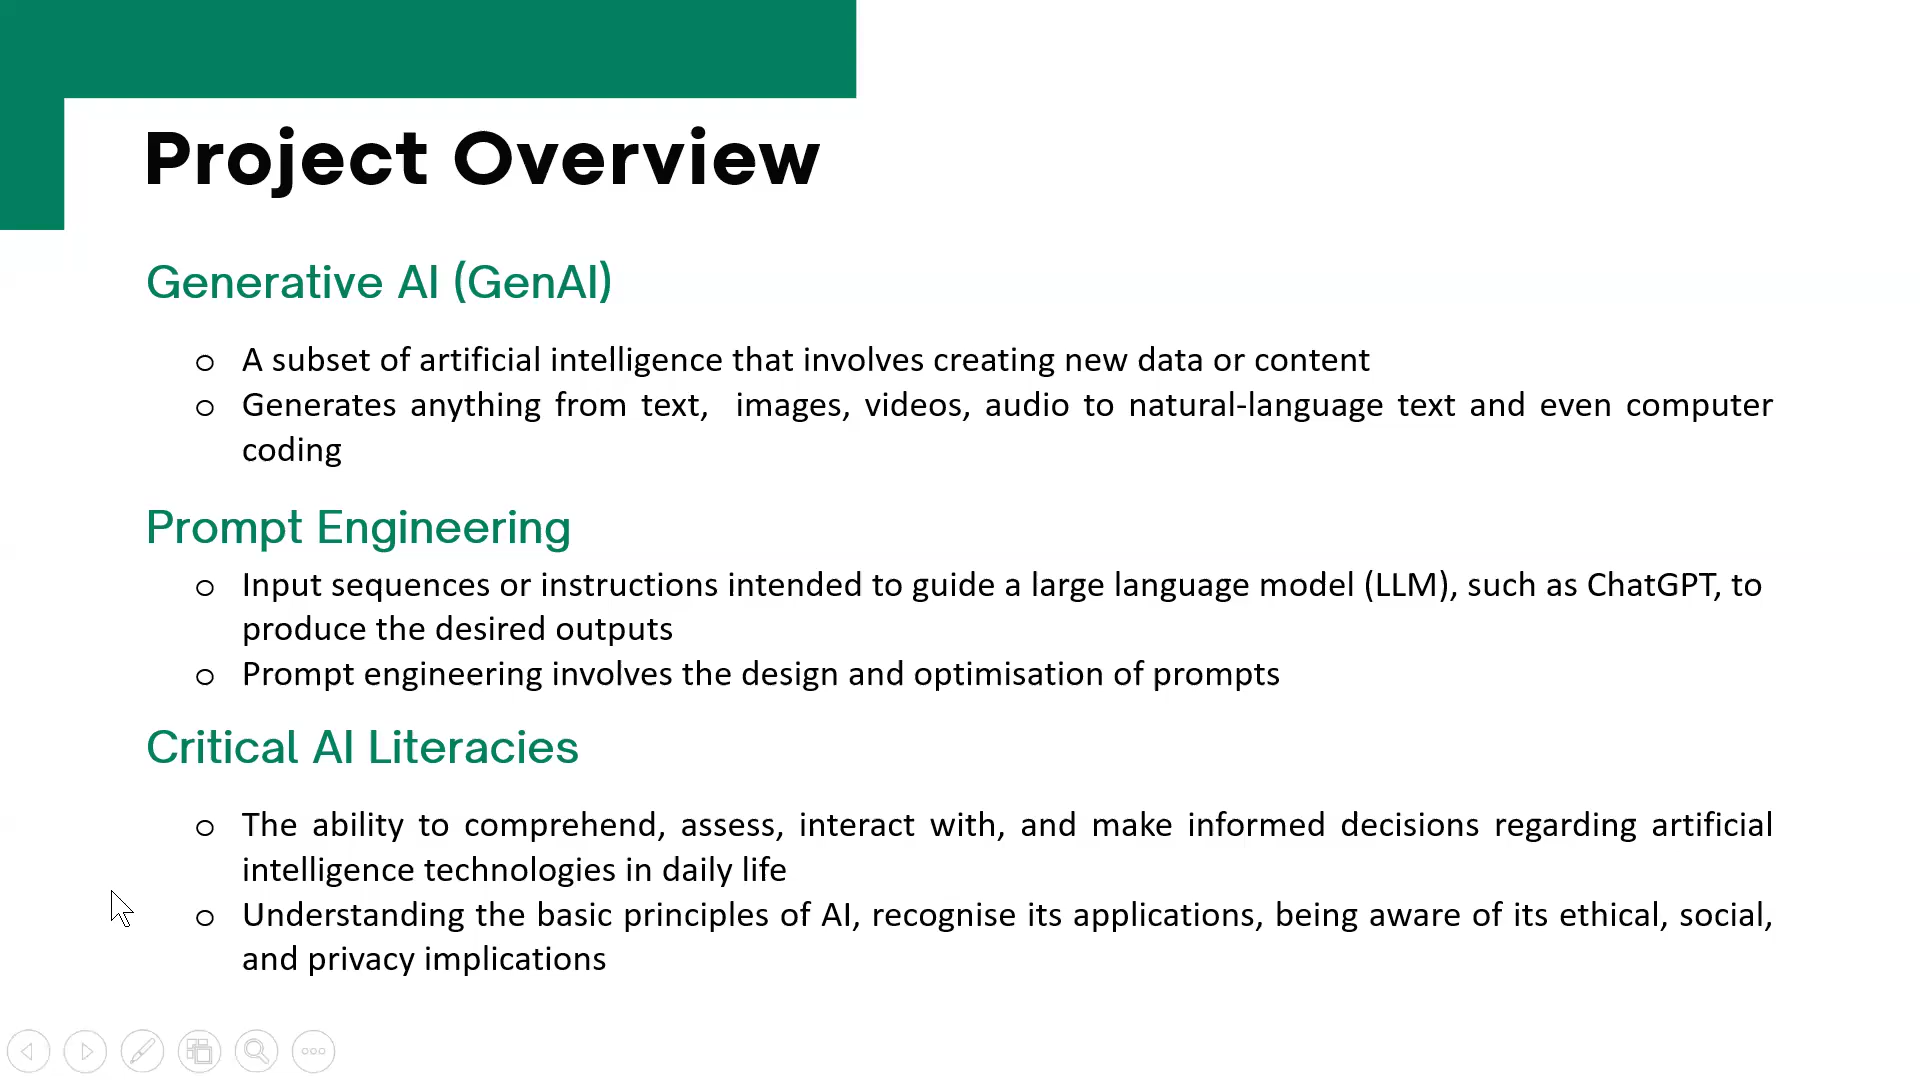 Project Overview
Generative AI (GenAI)
o A subset of artificial intelligence that involves creating new data or content
o Generates anything from text,  images, videos, audio to natural-language text and even computer
coding
Prompt Engineering
o Input sequences or instructions intended to guide a large language model (LLM), such as ChatGPT, to
produce the desired outputs
o Prompt engineering involves the design and optimisation of prompts
Critical AI Literacies
o The ability to comprehend, assess, interact with, and make informed decisions regarding artificial
intelligence technologies in daily life
o Understanding the basic principles of AI, recognise its applications, being aware of its ethical, social,
and privacy implications